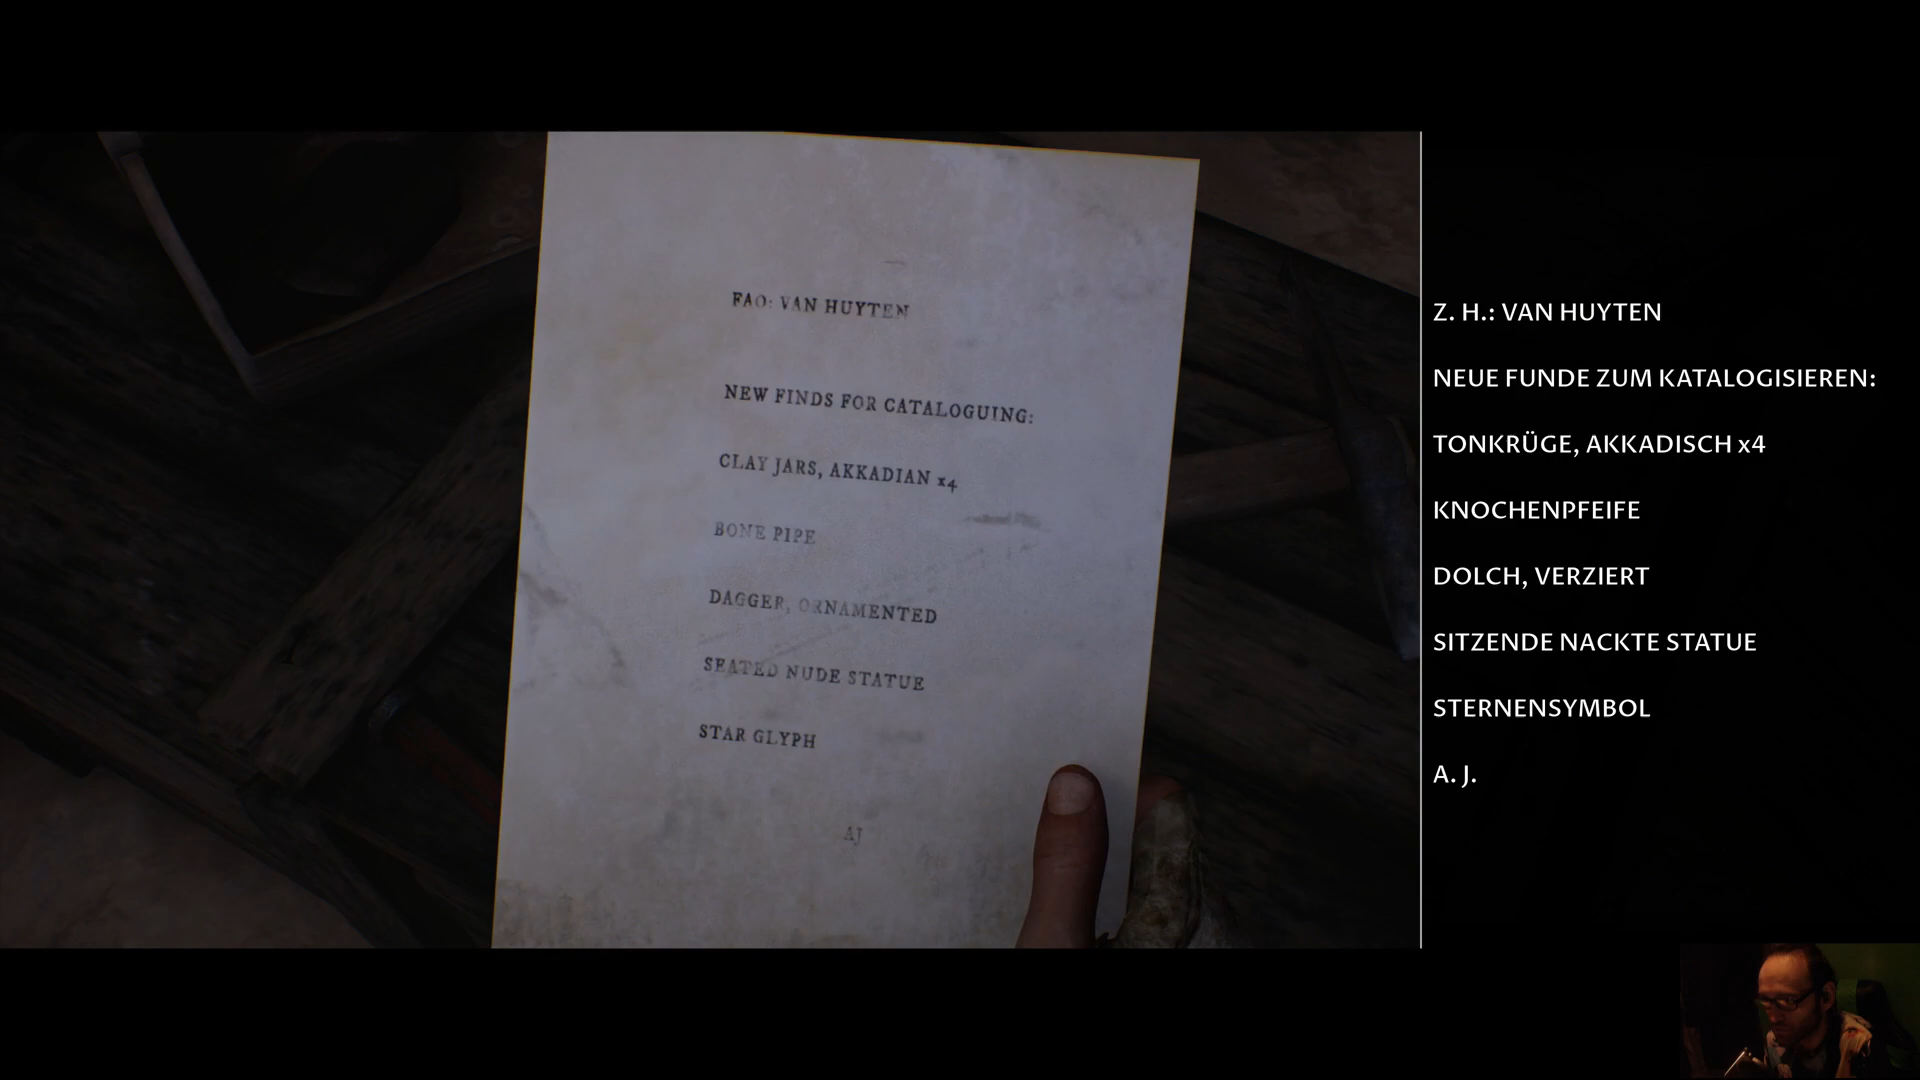 FAO: VAN HUYTEN
NEW FINDS FOR CATALOGUING:
CLAY JARS, AKKADIAN x4
BONE PIPE
DAGGER, ORNAMENTED
SEATED NUDE STATUE
STAR GLYPH
AJ
Z. H.: VAN HUYTEN
NEUE FUNDE ZUM KATALOGISIEREN:
TONKRÜGE, AKKADISCH x4
KNOCHENPFEIFE
DOLCH, VERZIERT
SITZENDE NACKTE STATUE
STERNENSYMBOL
A. J.